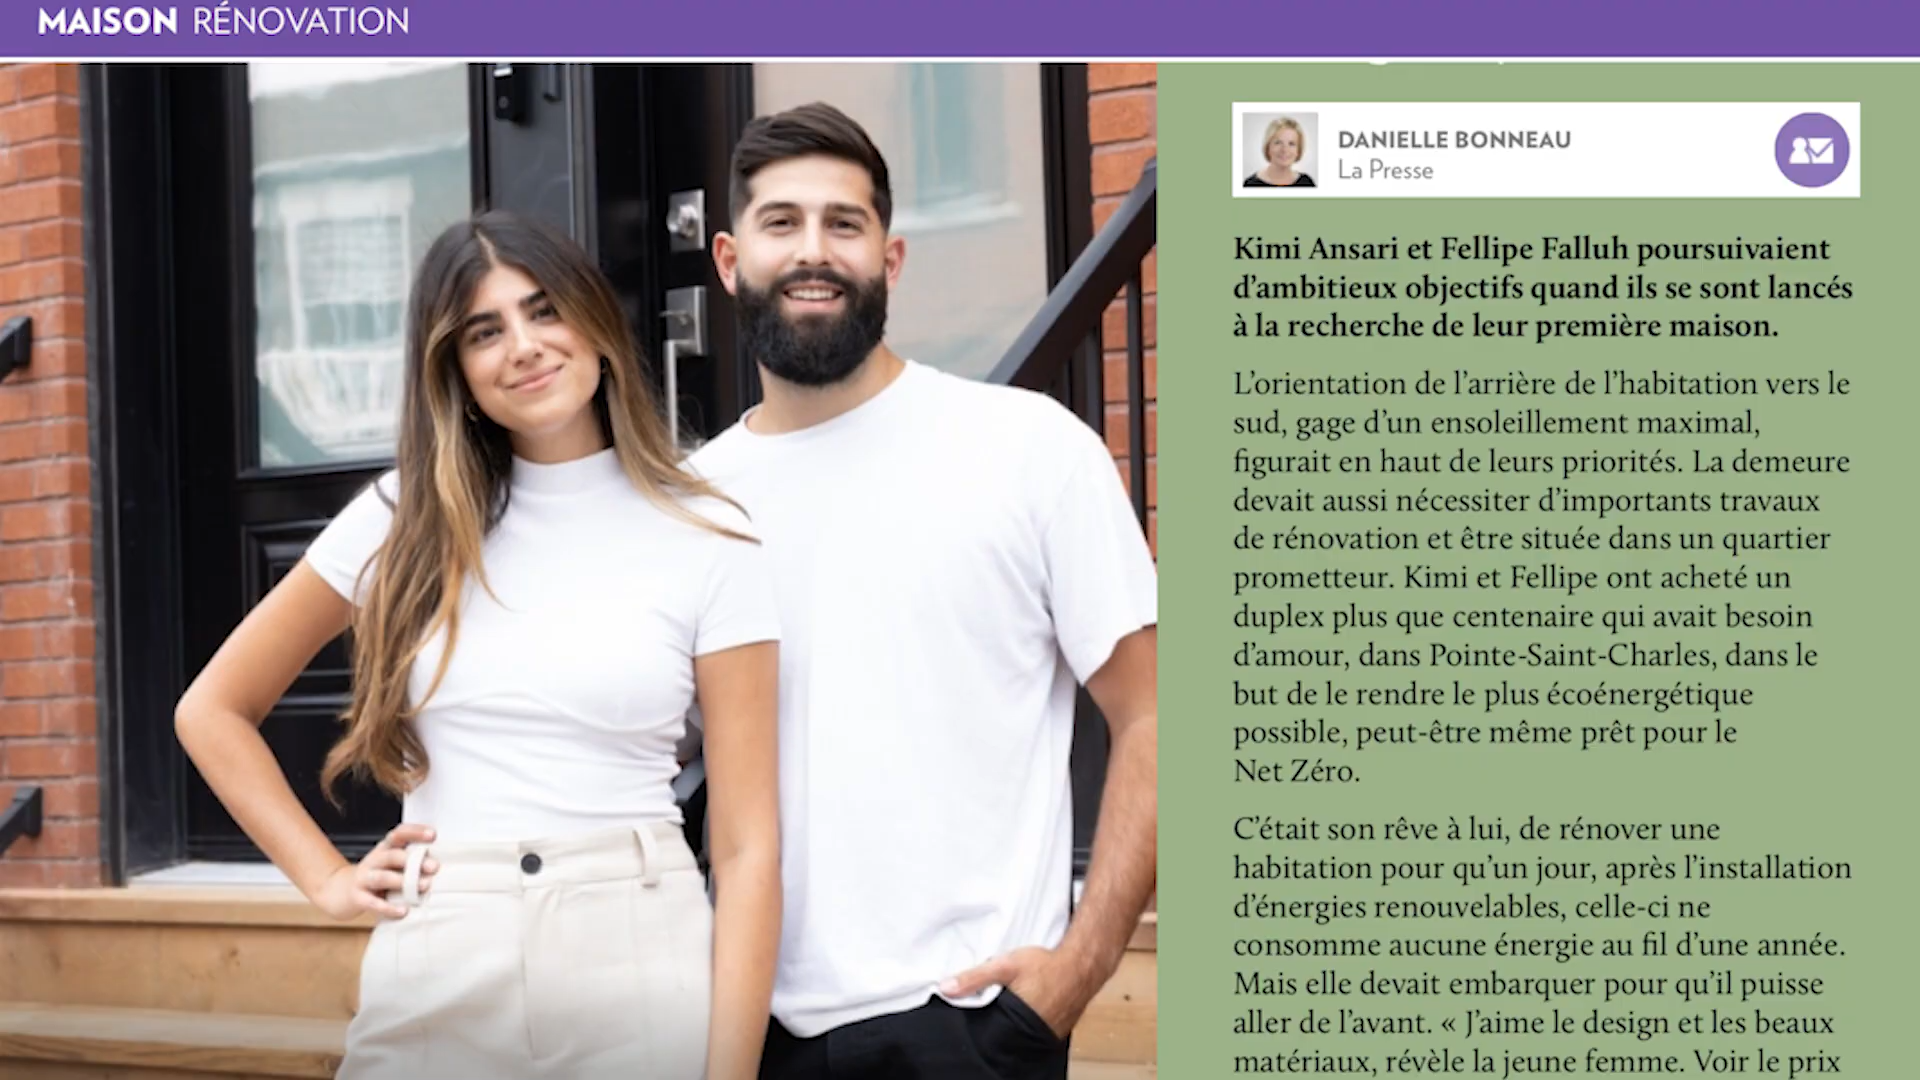 MAISON RÉNOVATION
DANIELLE BONNEAU
La Presse
Kimi Ansari et Fellipe Falluh poursuivaient
d’ambitieux objectifs quand ils se sont lancés
à la recherche de leur première maison.
L’orientation de l’arrière de l’habitation vers le
sud, gage d’un ensoleillement maximal,
figurait en haut de leurs priorités. La demeure
devait aussi nécessiter d’importants travaux
de rénovation et être située dans un quartier
prometteur. Kimi et Fellipe ont acheté un
duplex plus que centenaire qui avait besoin
d’amour, dans Pointe-Saint-Charles, dans le
but de le rendre le plus écoénergétique
possible, peut-être même prêt pour le
Net Zéro.
C’était son rêve à lui, de rénover une
habitation pour qu’un jour, après l’installation
d’énergies renouvelables, celle-ci ne
consomme aucune énergie au fil d’une année.
Mais elle devait embarquer pour qu’il puisse
aller de l’avant. « J’aime le design et les beaux
matériaux, révèle la jeune femme. Voir le prix